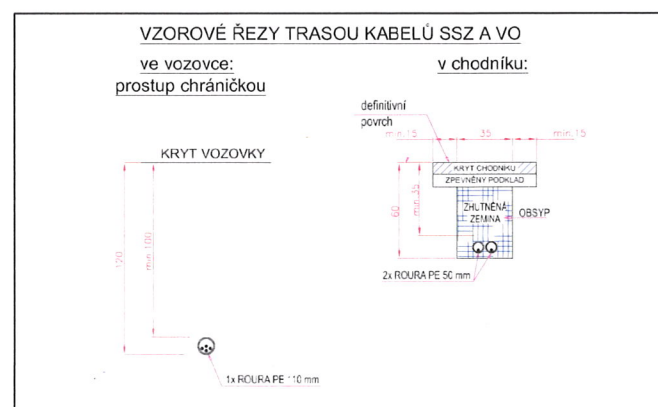 VZOROVÉ ŘEZY TRASOU KABELŮ SSZ A VO
ve vozovce:
prostup chráničkou
KRYT VOZOVKY
120
min.100
1x ROURA PE 110 mm
v chodníku:
definitivní
povrch
min.15
35
min.15
KRYT CHODNÍKU
ZPEVNĚNÝ PODKLAD
60
min.35
ZHUTNĚNÁ
ZEMINA
OBSYP
2x ROURA PE 50 mm